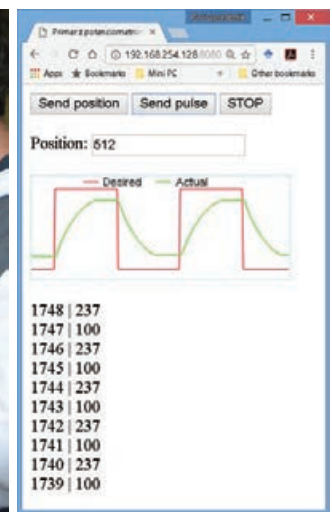 192.168.254.128:8080
Apps Bookmarks Mini PC Other bookmarks
Send position Send pulse STOP
Position: 512
Desired Actual
1748 | 237
1747 | 100
1746 | 237
1745 | 100
1744 | 237
1743 | 100
1742 | 237
1741 | 100
1740 | 237
1739 | 100